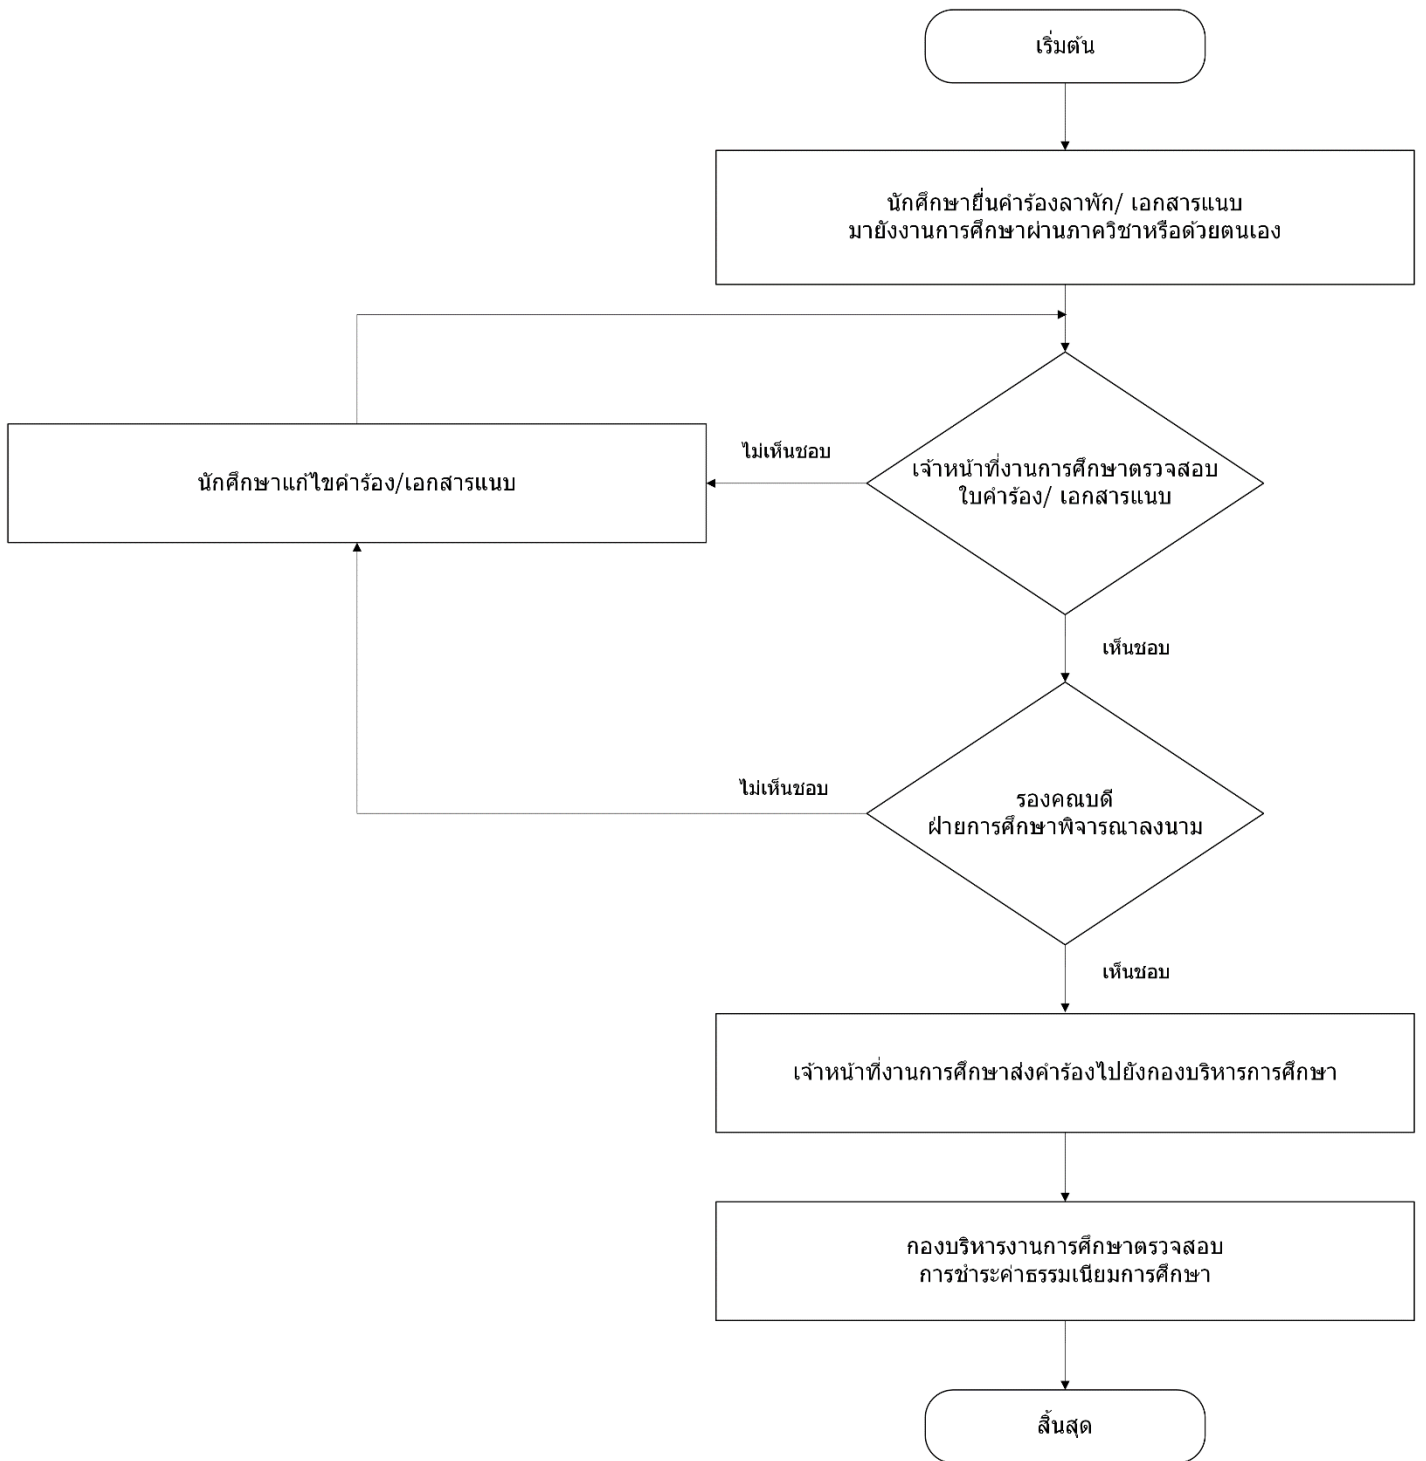 เริ่มต้น
นักศึกษายื่นคำร้องลาพัก/ เอกสารแนบ
มายังงานการศึกษาผ่านภาควิชาหรือด้วยตนเอง
ไม่เห็นชอบ
เจ้าหน้าที่งานการศึกษาตรวจสอบ
ใบคำร้อง/ เอกสารแนบ
นักศึกษาแก้ไขคำร้อง/เอกสารแนบ
เห็นชอบ
ไม่เห็นชอบ
รองคณบดี
ฝ่ายการศึกษาพิจารณาลงนาม
เห็นชอบ
เจ้าหน้าที่งานการศึกษาส่งคำร้องไปยังกองบริหารการศึกษา
กองบริหารงานการศึกษาตรวจสอบ
การชำระค่าธรรมเนียมการศึกษา
สิ้นสุด